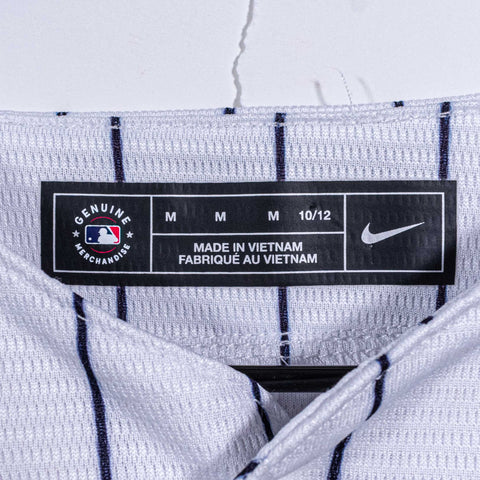 GENUINE
MERCHANDISE
M M M 10/12
MADE IN VIETNAM
FABRIQUÉ AU VIETNAM